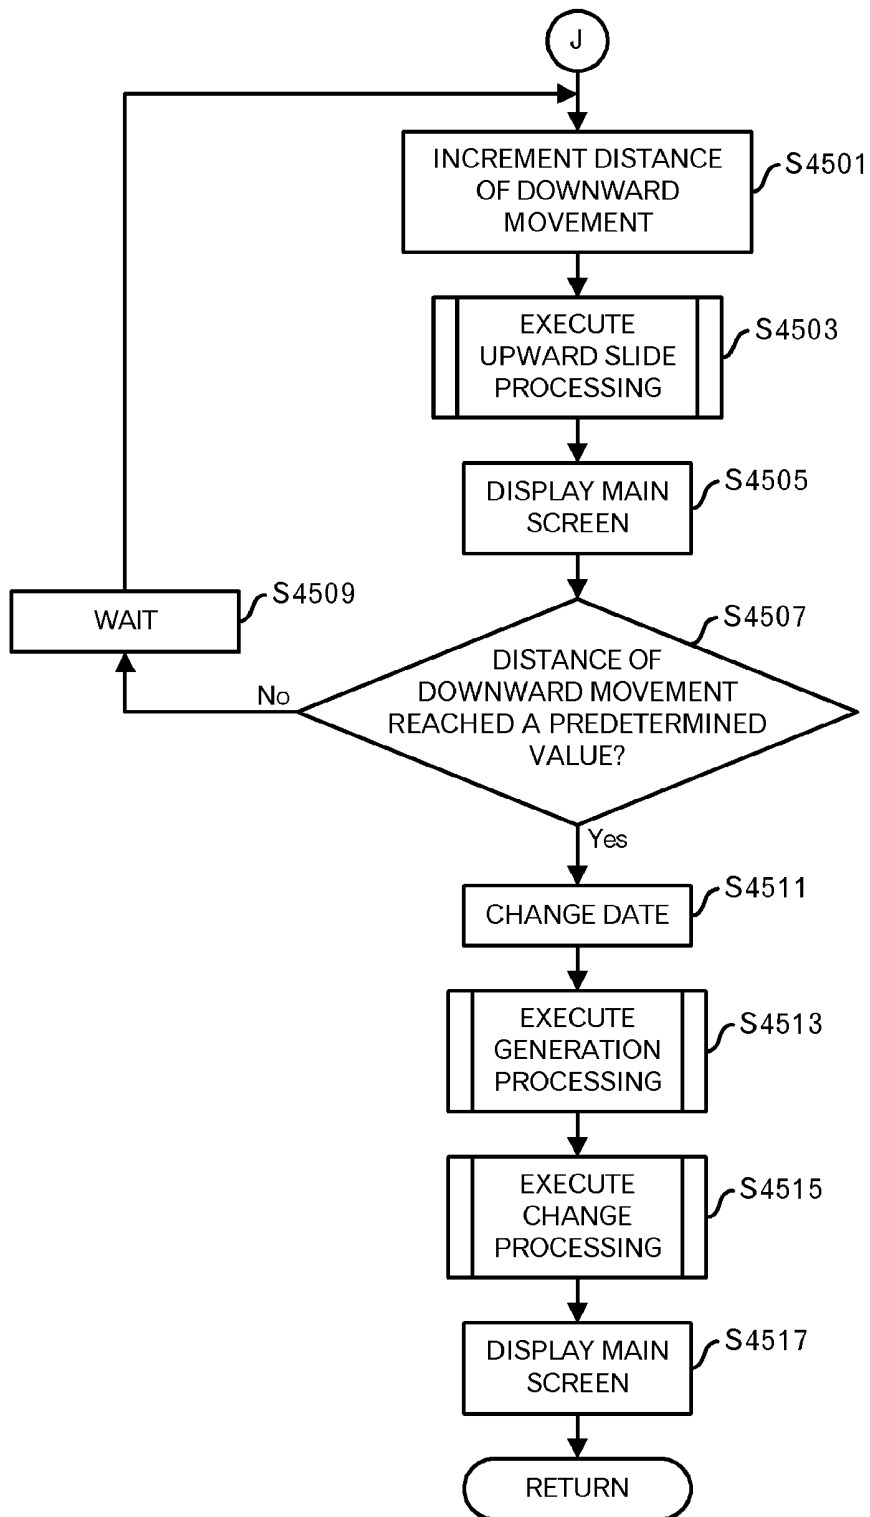 J
INCREMENT DISTANCE
OF DOWNWARD
MOVEMENT
S4501
EXECUTE
UPWARD SLIDE
PROCESSING
S4503
DISPLAY MAIN
SCREEN
S4505
WAIT
S4509
DISTANCE OF
DOWNWARD MOVEMENT
REACHED A PREDETERMINED
VALUE?
S4507
No
Yes
CHANGE DATE
S4511
EXECUTE
GENERATION
PROCESSING
S4513
EXECUTE
CHANGE
PROCESSING
S4515
DISPLAY MAIN
SCREEN
S4517
RETURN